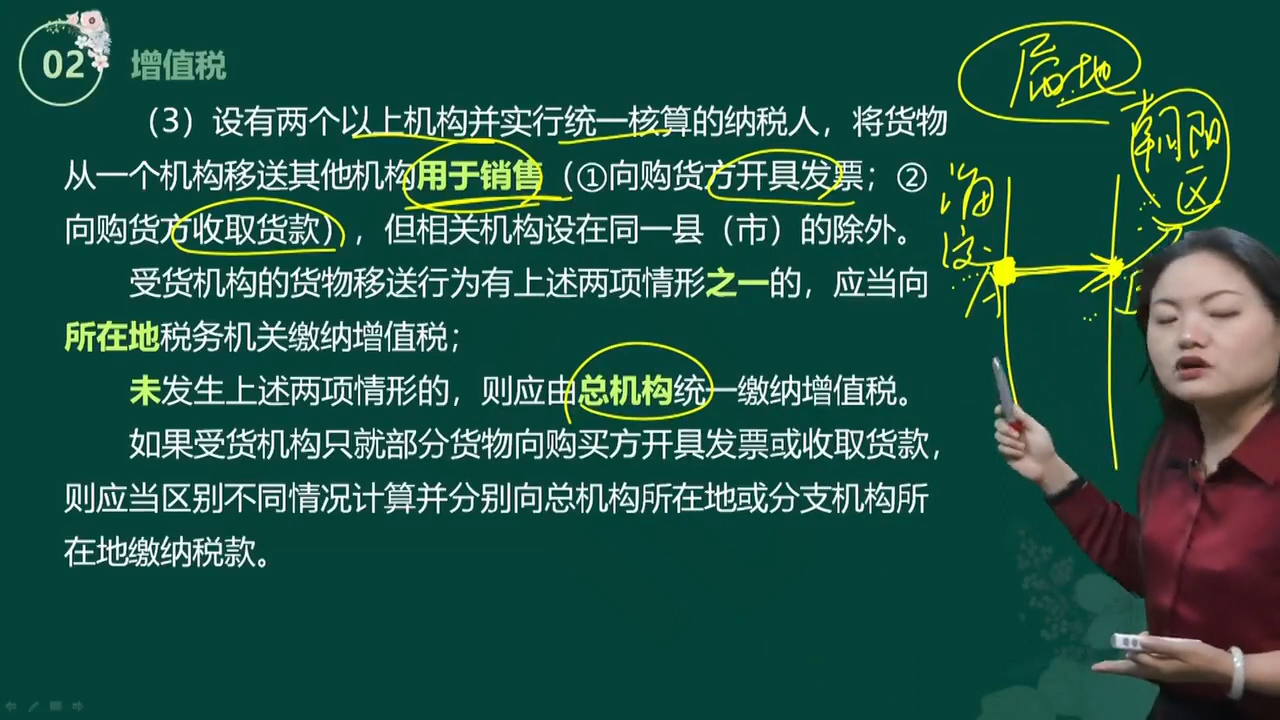 02 增值税
（3）设有两个以上机构并实行统一核算的纳税人，将货物
从一个机构移送其他机构用于销售（①向购货方开具发票；②
向购货方收取货款），但相关机构设在同一县（市）的除外。
受货机构的货物移送行为有上述两项情形之一的，应当向
所在地税务机关缴纳增值税；
未发生上述两项情形的，则应由总机构统一缴纳增值税。
如果受货机构只就部分货物向购买方开具发票或收取货款，
则应当区别不同情况计算并分别向总机构所在地或分支机构所
在地缴纳税款。
属地
朝阳
区
海
A